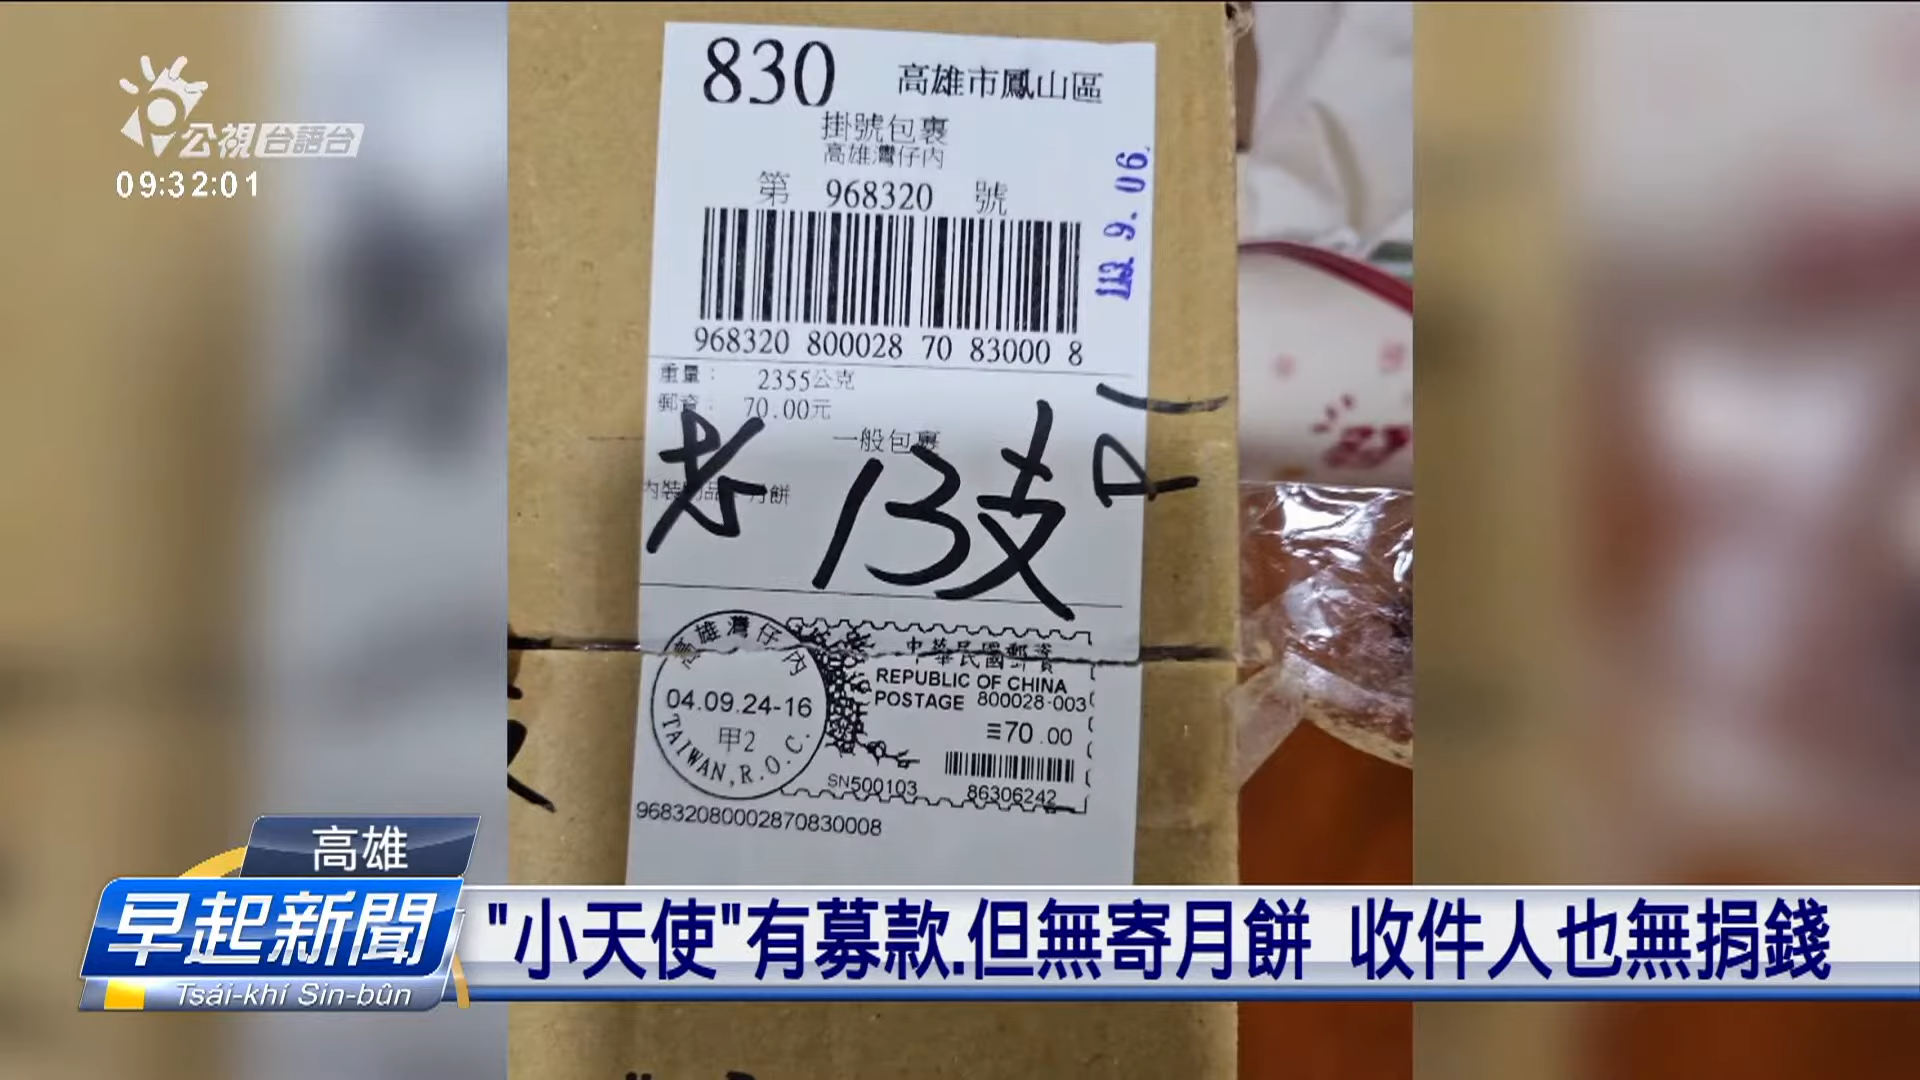 公視台語台
09:32:01
830 高雄市鳳山區
掛號包裹
高雄灣仔內
第 968320 號
113. 9. 06.
968320 800028 70 83000 8
重量： 2355公克
郵資： 70.00元
一般包裹
月餅
13支
高雄灣仔內
04.09.24-16
甲2
TAIWAN, R.O.C.
中華民國郵資
REPUBLIC OF CHINA
POSTAGE 800028-003
≡70.00
SN500103 86306242
96832080002870830008
高雄
早起新聞
Tsái-khí Sin-bûn
"小天使"有募款.但無寄月餅 收件人也無捐錢